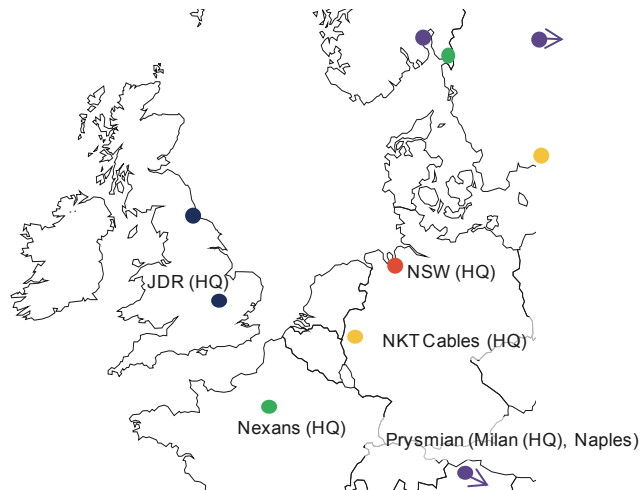 JDR (HQ)
NSW (HQ)
NKT Cables (HQ)
Nexans (HQ)
Prysmian (Milan (HQ), Naples)